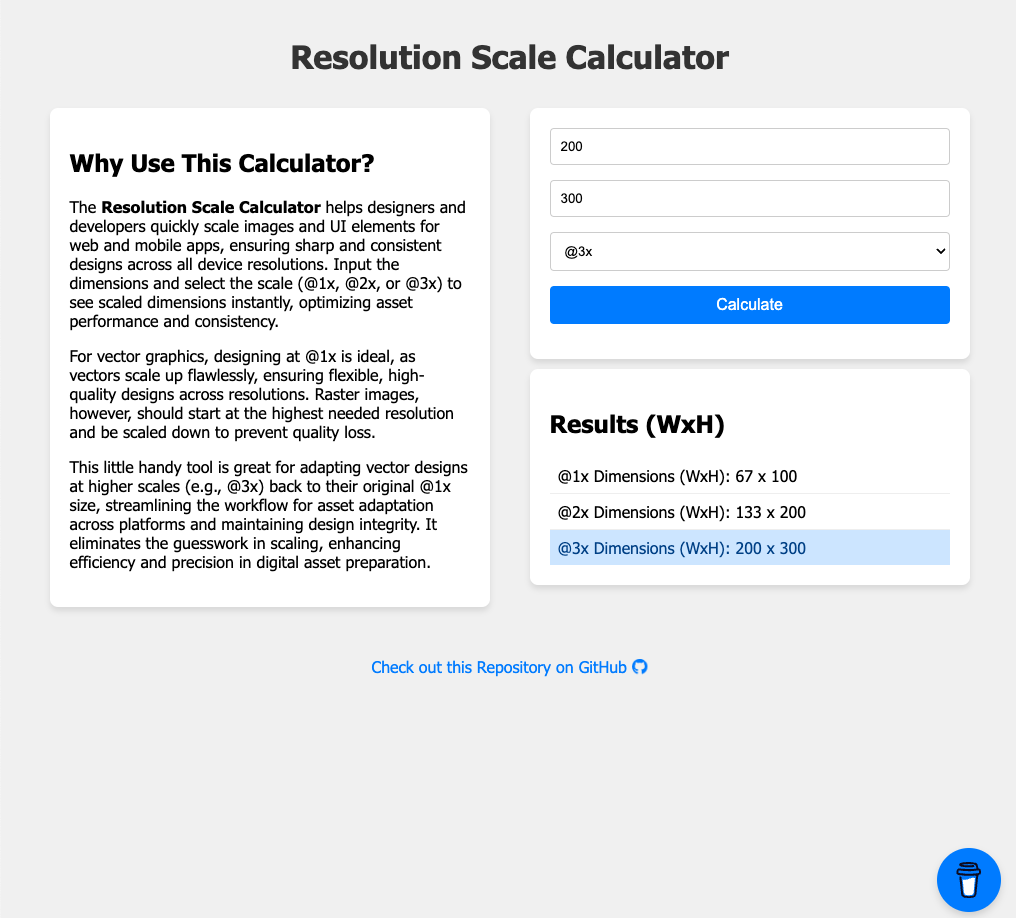 Resolution Scale Calculator
Why Use This Calculator?
The Resolution Scale Calculator helps designers and
developers quickly scale images and UI elements for
web and mobile apps, ensuring sharp and consistent
designs across all device resolutions. Input the
dimensions and select the scale (@1x, @2x, or @3x) to
see scaled dimensions instantly, optimizing asset
performance and consistency.
For vector graphics, designing at @1x is ideal, as
vectors scale up flawlessly, ensuring flexible, high-
quality designs across resolutions. Raster images,
however, should start at the highest needed resolution
and be scaled down to prevent quality loss.
This little handy tool is great for adapting vector designs
at higher scales (e.g., @3x) back to their original @1x
size, streamlining the workflow for asset adaptation
across platforms and maintaining design integrity. It
eliminates the guesswork in scaling, enhancing
efficiency and precision in digital asset preparation.
200
300
@3x
Calculate
Results (WxH)
@1x Dimensions (WxH): 67 x 100
@2x Dimensions (WxH): 133 x 200
@3x Dimensions (WxH): 200 x 300
Check out this Repository on GitHub